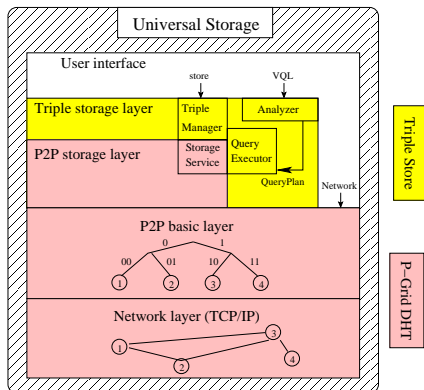 Universal Storage
User interface
store
VQL
Triple storage layer
Triple
Manager
Analyzer
P2P storage layer
Storage
Service
Query
Executor
QueryPlan
Network
P2P basic layer
0
1
00
01
10
11
1
2
3
4
Network layer (TCP/IP)
1
2
3
4
Triple Store
P-Grid DHT